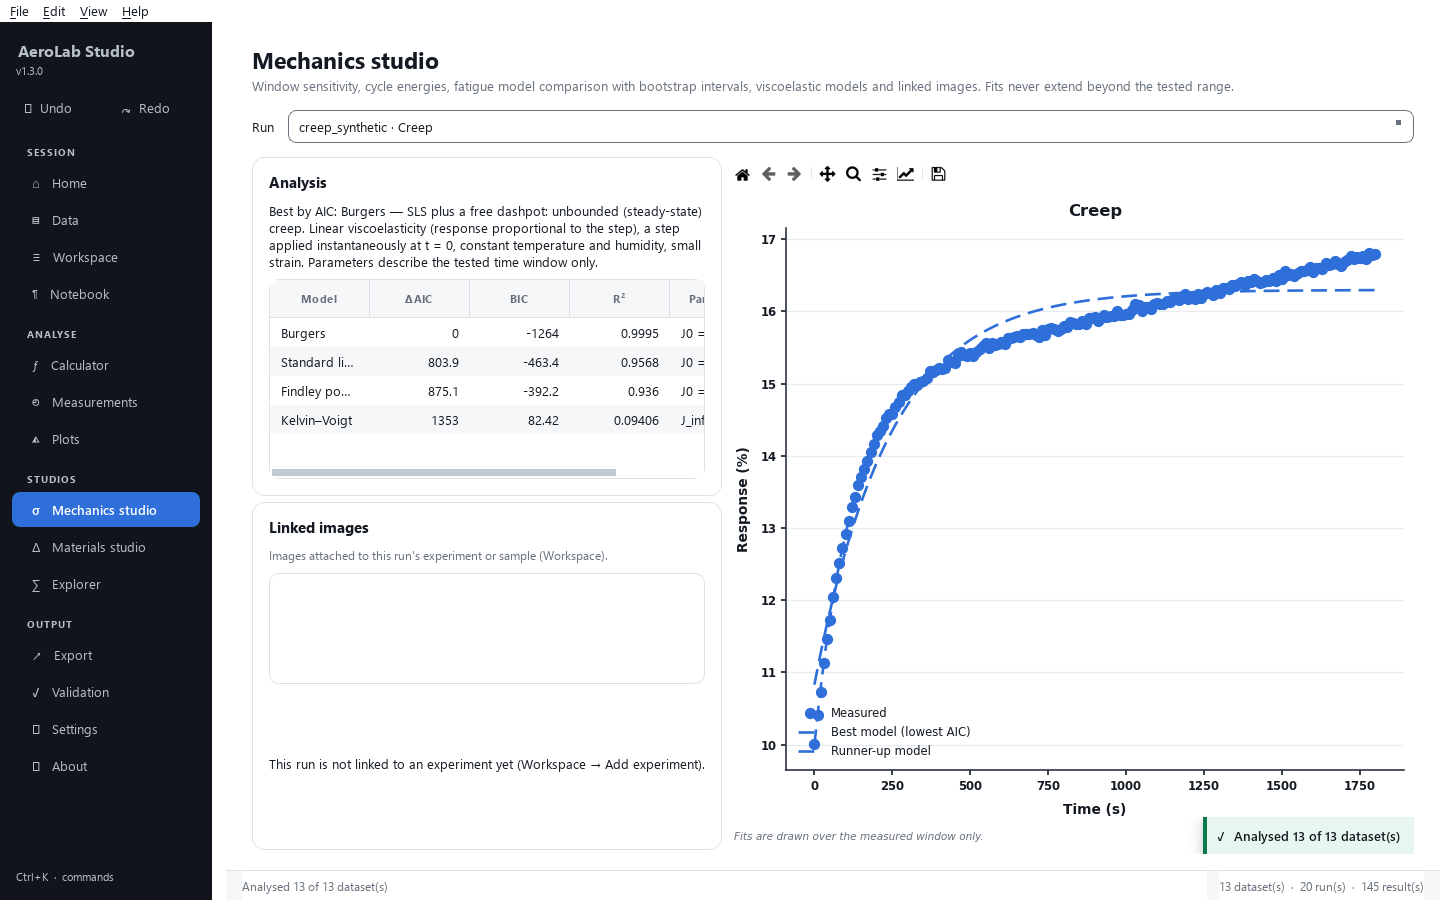 File Edit View Help
AeroLab Studio
v1.3.0
Undo Redo
SESSION
Home
Data
Workspace
Notebook
ANALYSE
Calculator
Measurements
Plots
STUDIOS
σ Mechanics studio
Δ Materials studio
∑ Explorer
OUTPUT
Export
Validation
Settings
About
Ctrl+K · commands
Mechanics studio
Window sensitivity, cycle energies, fatigue model comparison with bootstrap intervals, viscoelastic models and linked images. Fits never extend beyond the tested range.
Run creep_synthetic · Creep
Analysis
Best by AIC: Burgers — SLS plus a free dashpot: unbounded (steady-state)
creep. Linear viscoelasticity (response proportional to the step), a step
applied instantaneously at t = 0, constant temperature and humidity, small
strain. Parameters describe the tested time window only.
Model ΔAIC BIC R² Par
Burgers 0 -1264 0.9995 J0 =
Standard li... 803.9 -463.4 0.9568 J0 =
Findley po... 875.1 -392.2 0.936 J0 =
Kelvin–Voigt 1353 82.42 0.09406 J_inf
Linked images
Images attached to this run's experiment or sample (Workspace).
This run is not linked to an experiment yet (Workspace → Add experiment).
Creep
Response (%)
17
16
15
14
13
12
11
10
Measured
Best model (lowest AIC)
Runner-up model
0 250 500 750 1000 1250 1500 1750
Time (s)
Fits are drawn over the measured window only.
✓ Analysed 13 of 13 dataset(s)
Analysed 13 of 13 dataset(s)
13 dataset(s) · 20 run(s) · 145 result(s)